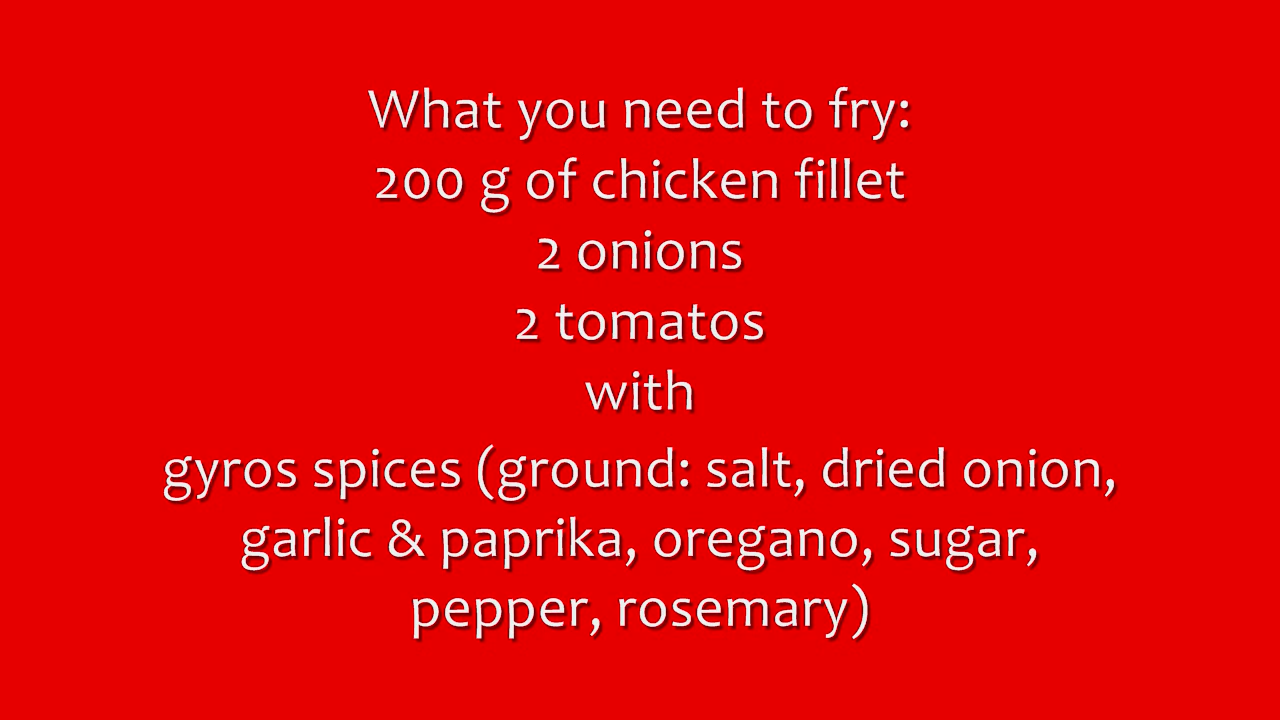 What you need to fry:
200 g of chicken fillet
2 onions
2 tomatos
with
gyros spices (ground: salt, dried onion,
garlic & paprika, oregano, sugar,
pepper, rosemary)